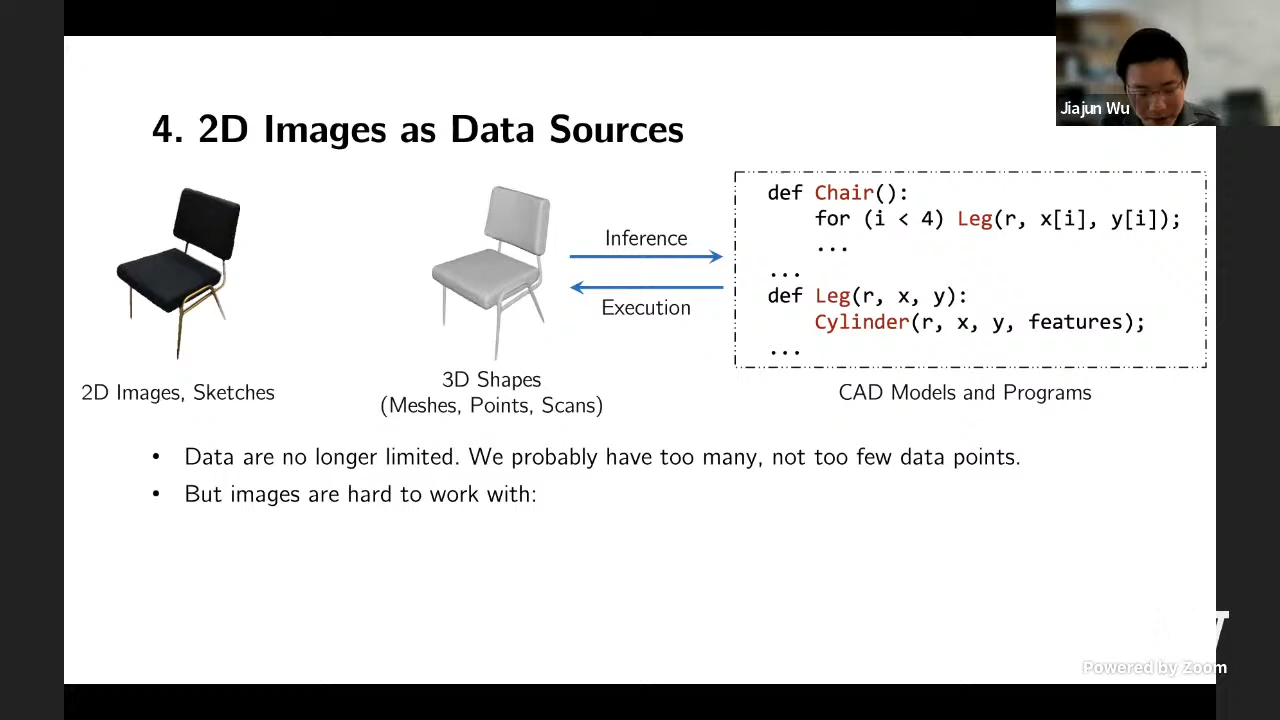 Jiajun Wu
4. 2D Images as Data Sources
def Chair():
for (i < 4) Leg(r, x[i], y[i]);
...
...
def Leg(r, x, y):
Cylinder(r, x, y, features);
...
Inference
Execution
2D Images, Sketches
3D Shapes
(Meshes, Points, Scans)
CAD Models and Programs
• Data are no longer limited. We probably have too many, not too few data points.
• But images are hard to work with:
Powered by Zoom